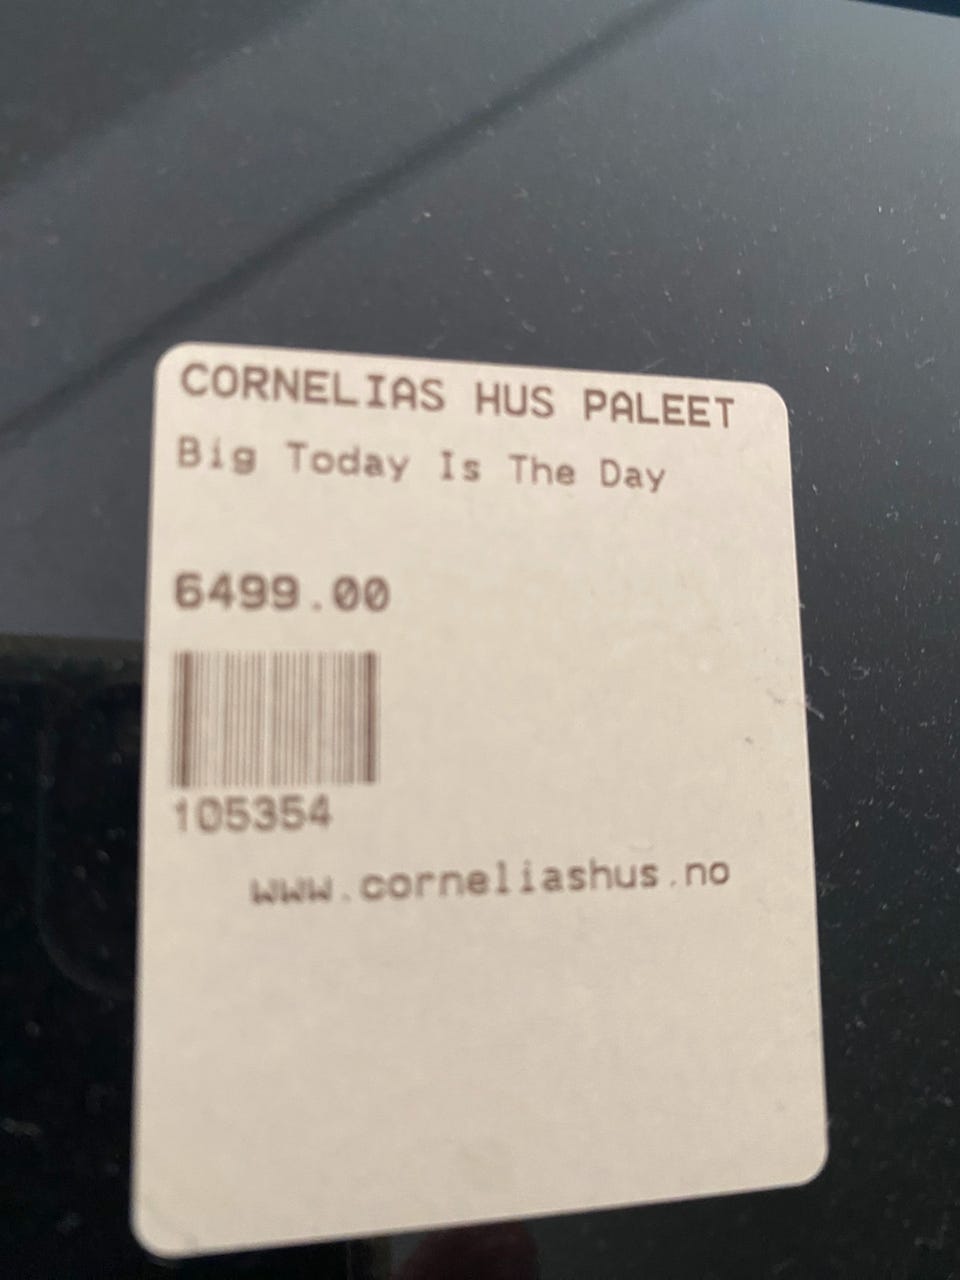 CORNELIAS HUS PALEET
Big Today Is The Day
6499.00
105354
www.corneliashus.no